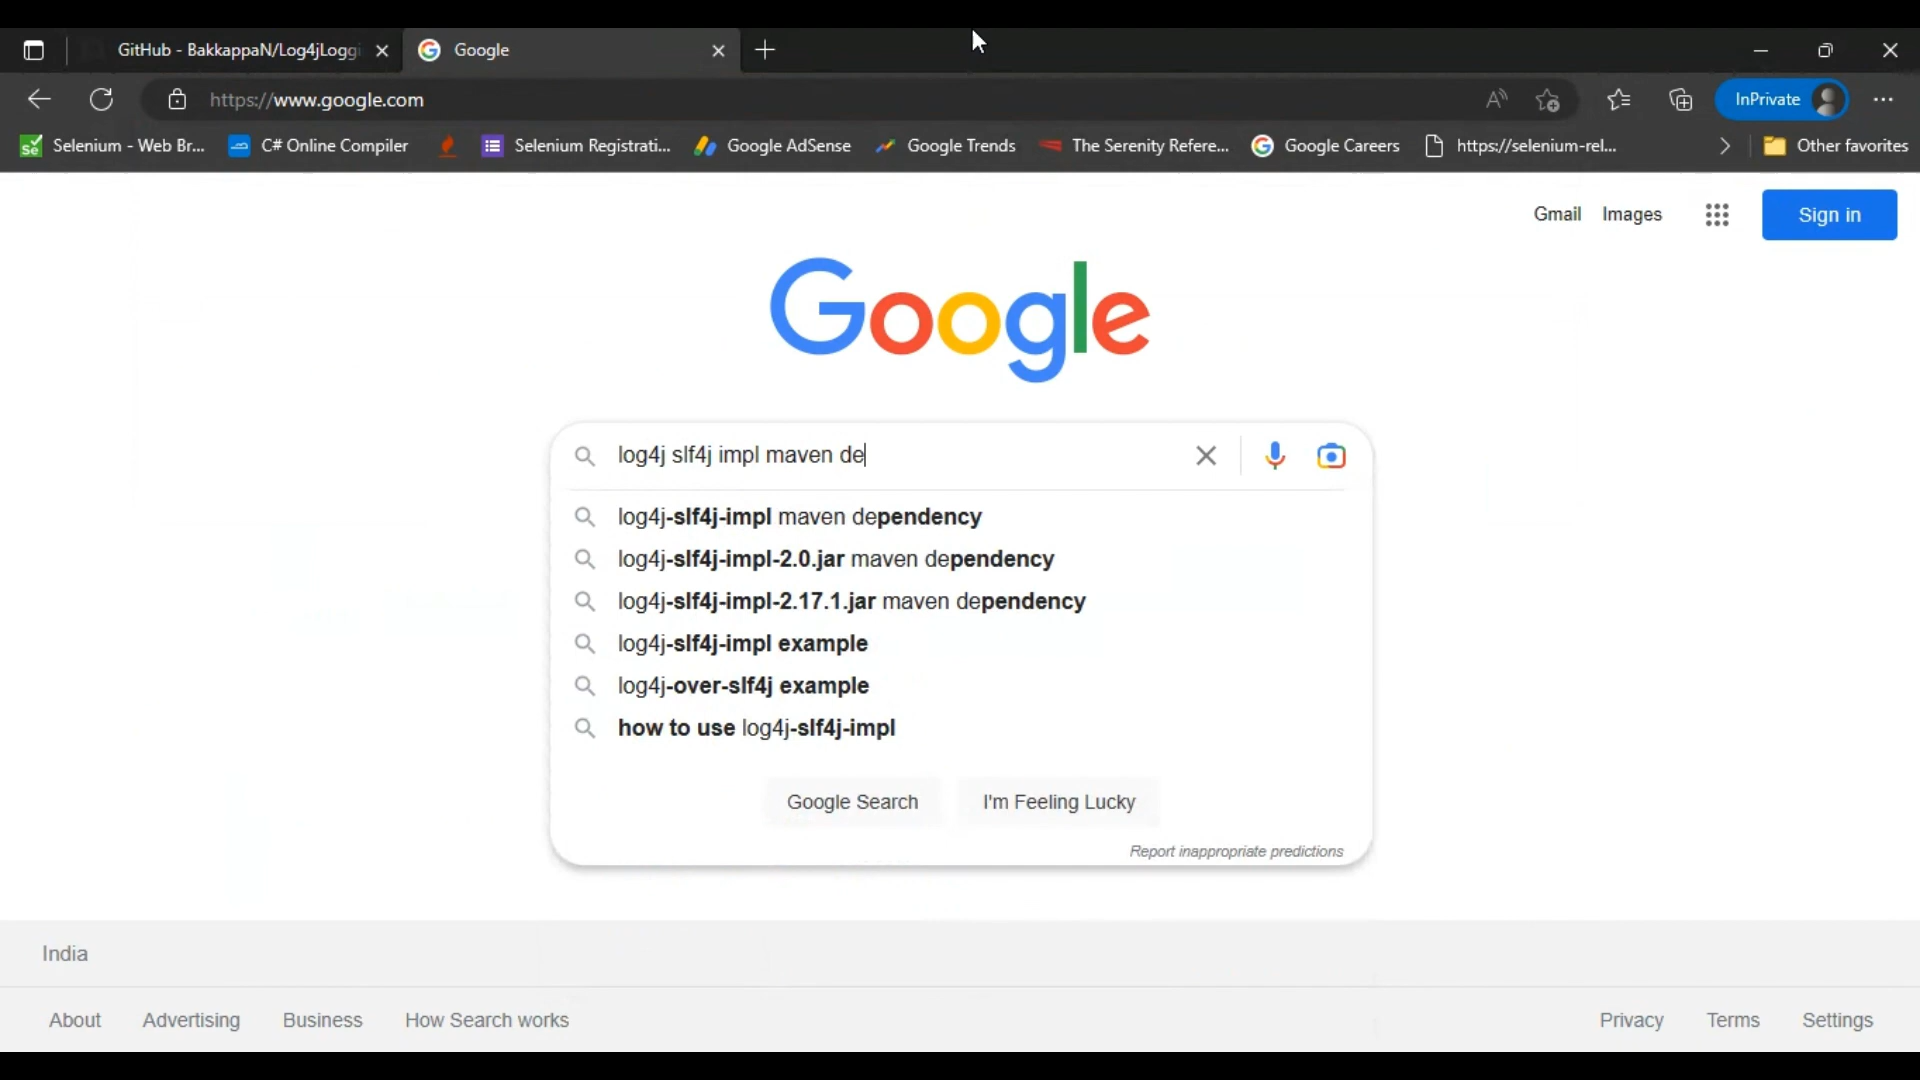 GitHub - BakkappaN/Log4jLoggi
Google
https://www.google.com
InPrivate
Selenium - Web Br... C# Online Compiler Selenium Registrati... Google AdSense Google Trends The Serenity Refere... Google Careers https://selenium-rel... Other favorites
Gmail Images Sign in
Google
log4j slf4j impl maven de
log4j-slf4j-impl maven dependency
log4j-slf4j-impl-2.0.jar maven dependency
log4j-slf4j-impl-2.17.1.jar maven dependency
log4j-slf4j-impl example
log4j-over-slf4j example
how to use log4j-slf4j-impl
Google Search I'm Feeling Lucky
Report inappropriate predictions
India
About Advertising Business How Search works Privacy Terms Settings